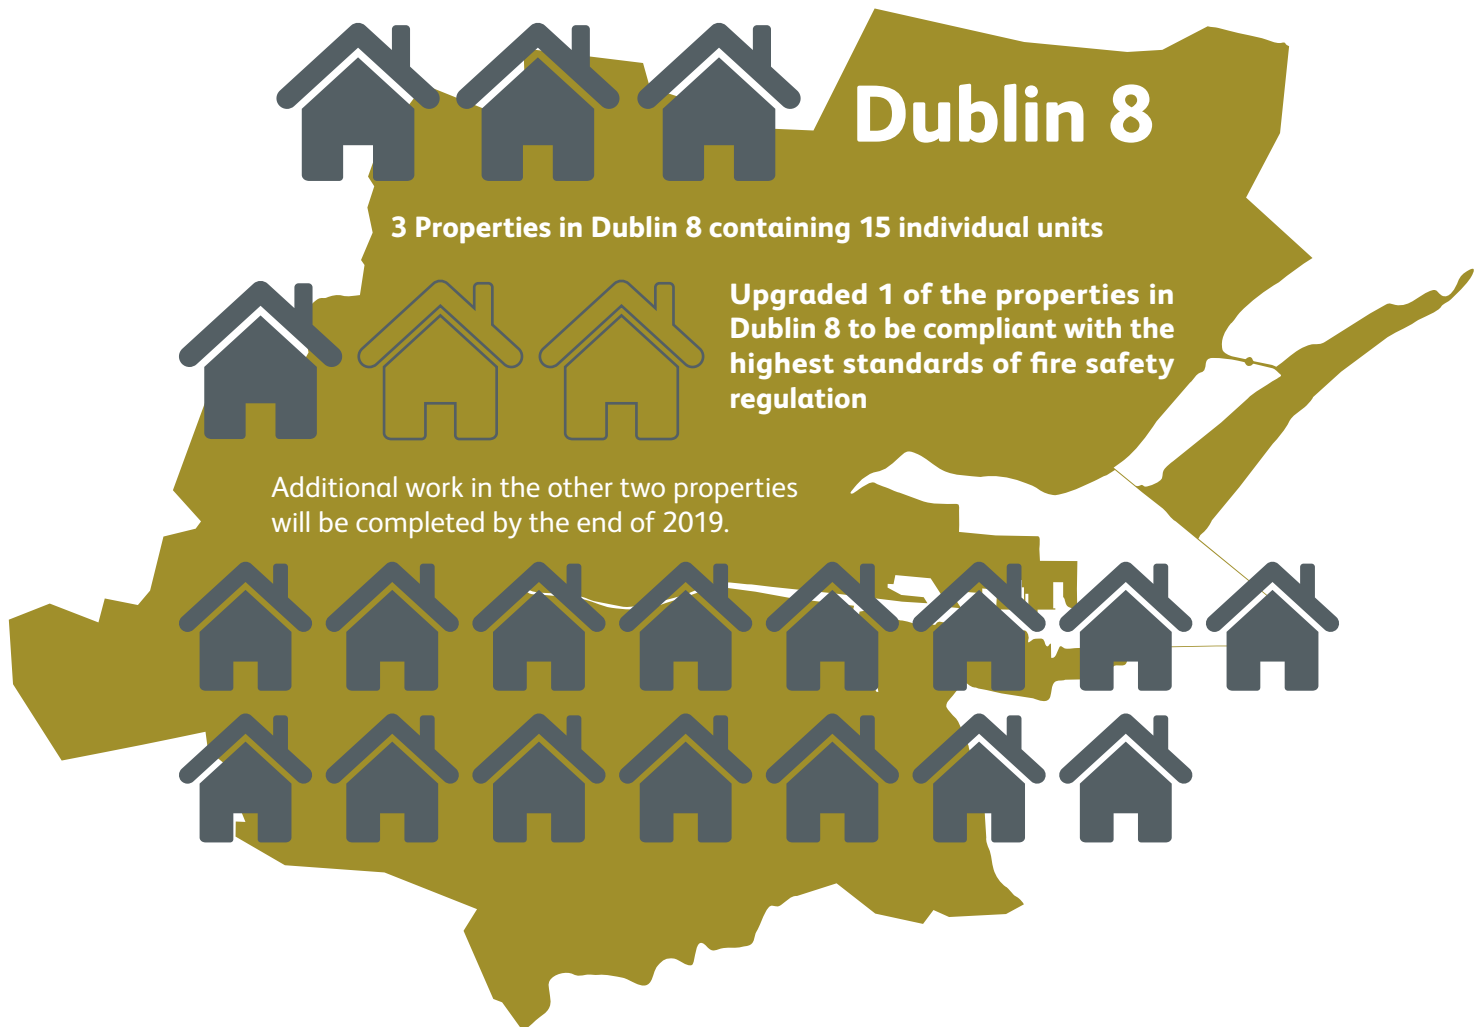 Dublin 8
3 Properties in Dublin 8 containing 15 individual units
Upgraded 1 of the properties in
Dublin 8 to be compliant with the
highest standards of fire safety
regulation
Additional work in the other two properties
will be completed by the end of 2019.